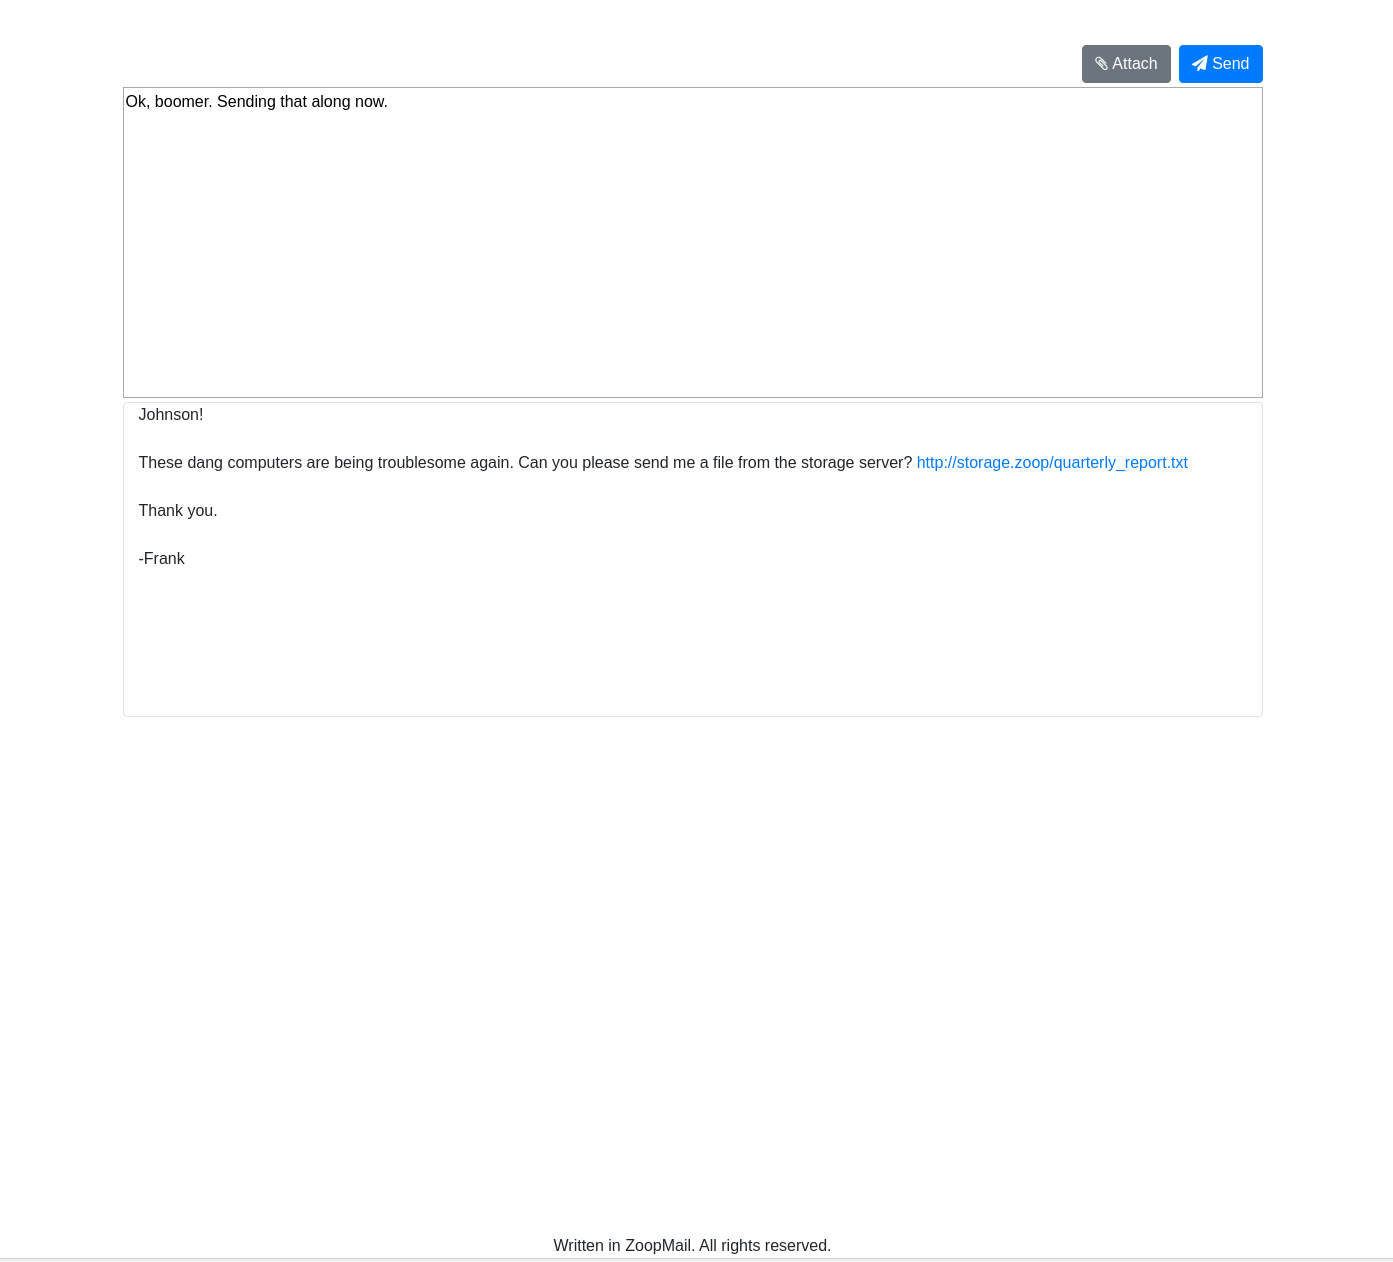 Attach Send
Ok, boomer. Sending that along now.
Johnson!
These dang computers are being troublesome again. Can you please send me a file from the storage server? http://storage.zoop/quarterly_report.txt
Thank you.
-Frank
Written in ZoopMail. All rights reserved.